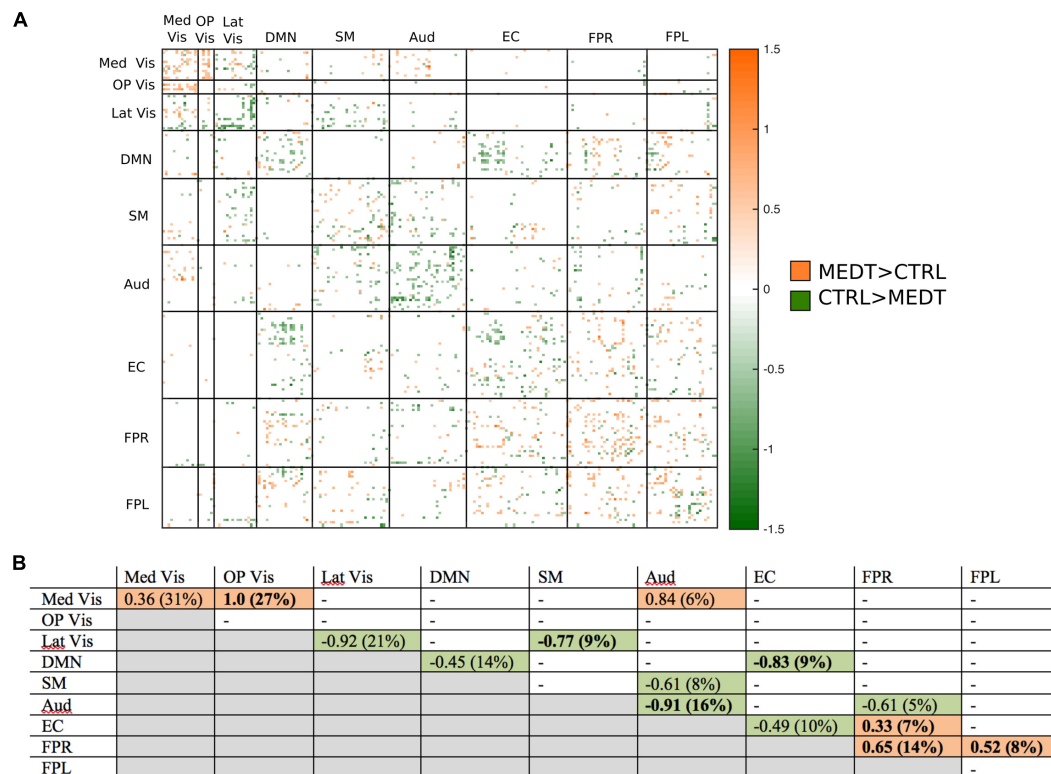 A
Med Vis OP Vis Lat Vis DMN SM Aud EC FPR FPL
Med Vis
OP Vis
Lat Vis
DMN
SM
Aud
EC
FPR
FPL
1.5
1
0.5
0
-0.5
-1
-1.5
MEDT>CTRL
CTRL>MEDT
B
Med Vis OP Vis Lat Vis DMN SM Aud EC FPR FPL
Med Vis 0.36 (31%) 1.0 (27%) - - - 0.84 (6%) - - -
OP Vis - - - - - - - -
Lat Vis -0.92 (21%) - -0.77 (9%) - - - -
DMN -0.45 (14%) - - -0.83 (9%) - -
SM - -0.61 (8%) - - -
Aud -0.91 (16%) - -0.61 (5%) -
EC -0.49 (10%) 0.33 (7%) -
FPR 0.65 (14%) 0.52 (8%)
FPL -